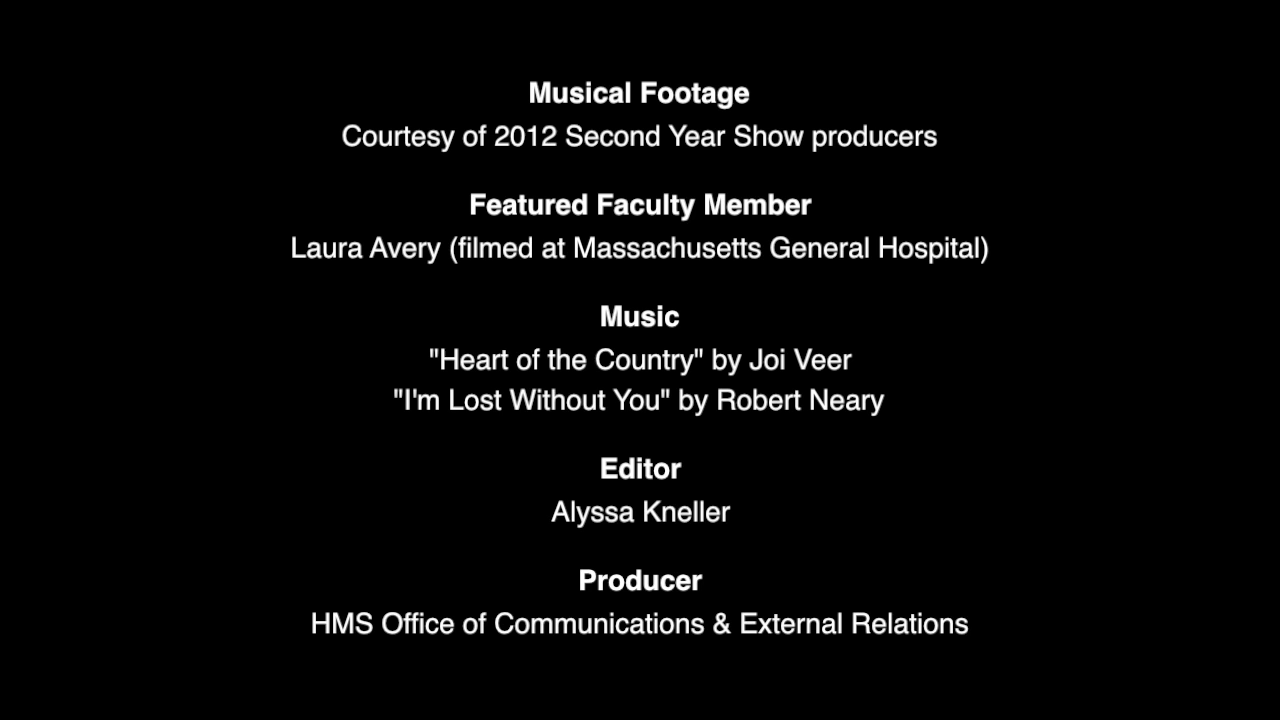 Musical Footage
Courtesy of 2012 Second Year Show producers
Featured Faculty Member
Laura Avery (filmed at Massachusetts General Hospital)
Music
"Heart of the Country" by Joi Veer
"I'm Lost Without You" by Robert Neary
Editor
Alyssa Kneller
Producer
HMS Office of Communications & External Relations